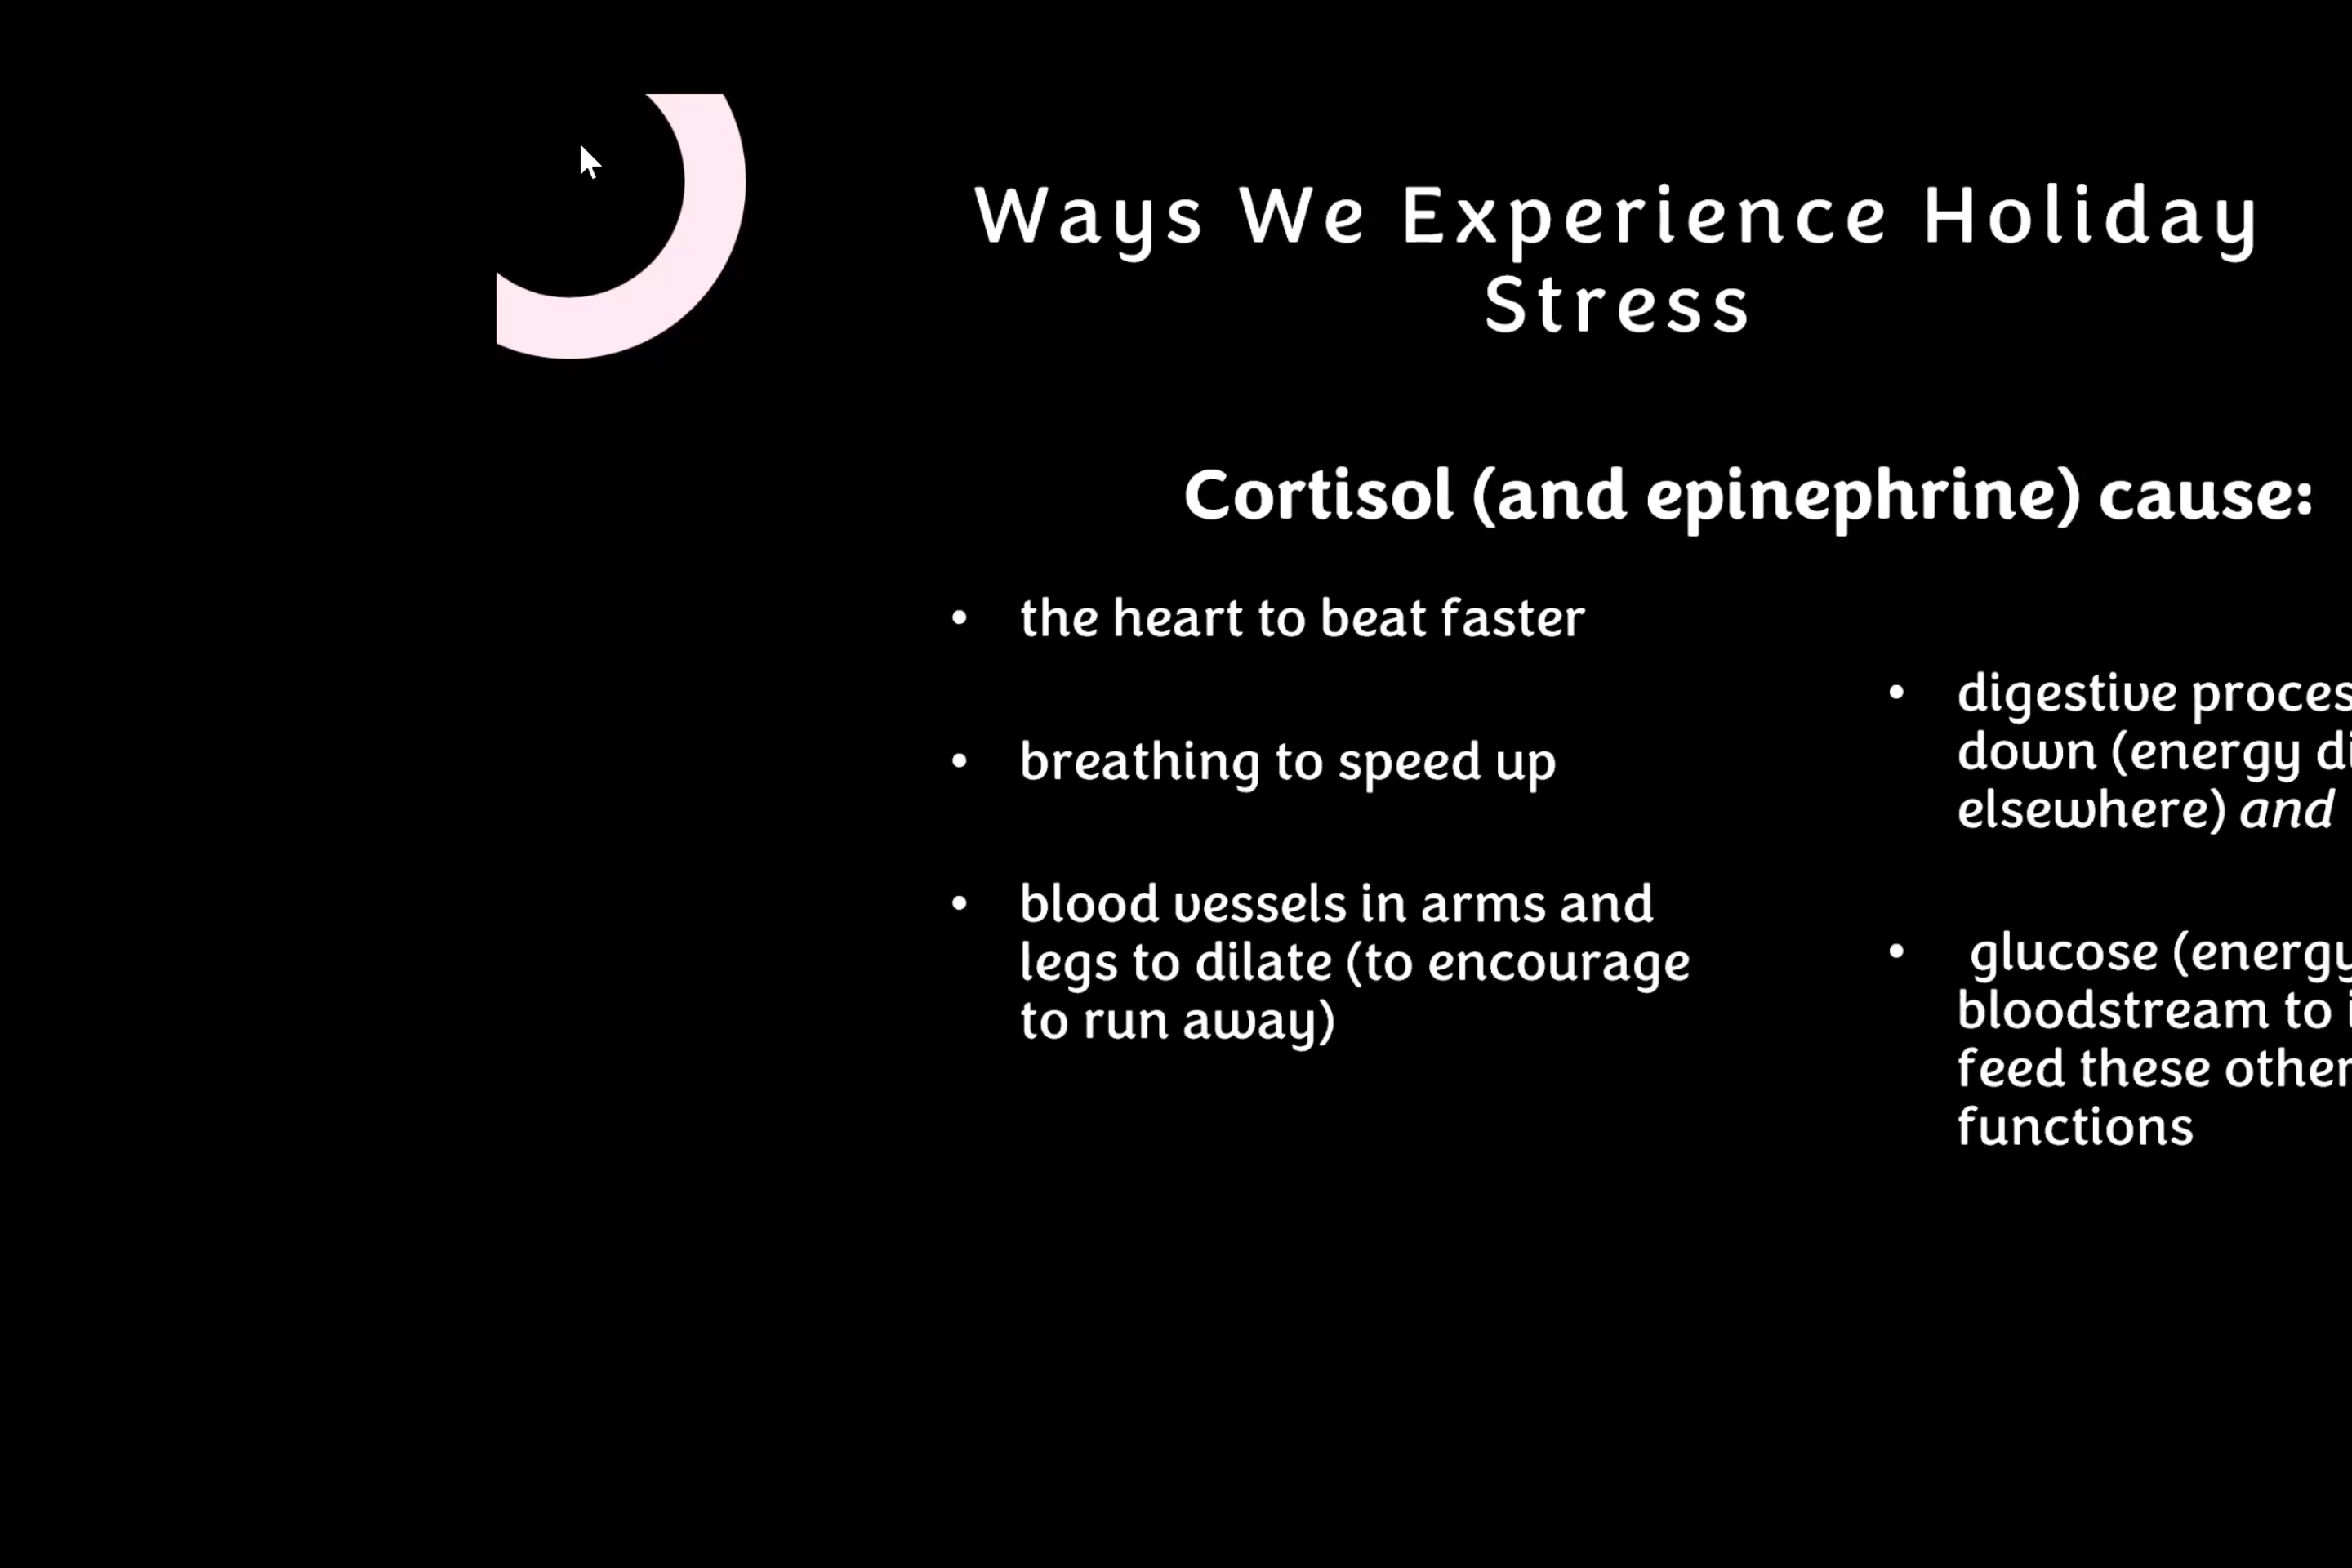 Ways We Experience Holiday
Stress
Cortisol (and epinephrine) cause:
• the heart to beat faster
• breathing to speed up
• blood vessels in arms and
legs to dilate (to encourage
to run away)
• digestive
down (energy
elsewhere) and
• glucose (energy
bloodstream to
feed these other
functions